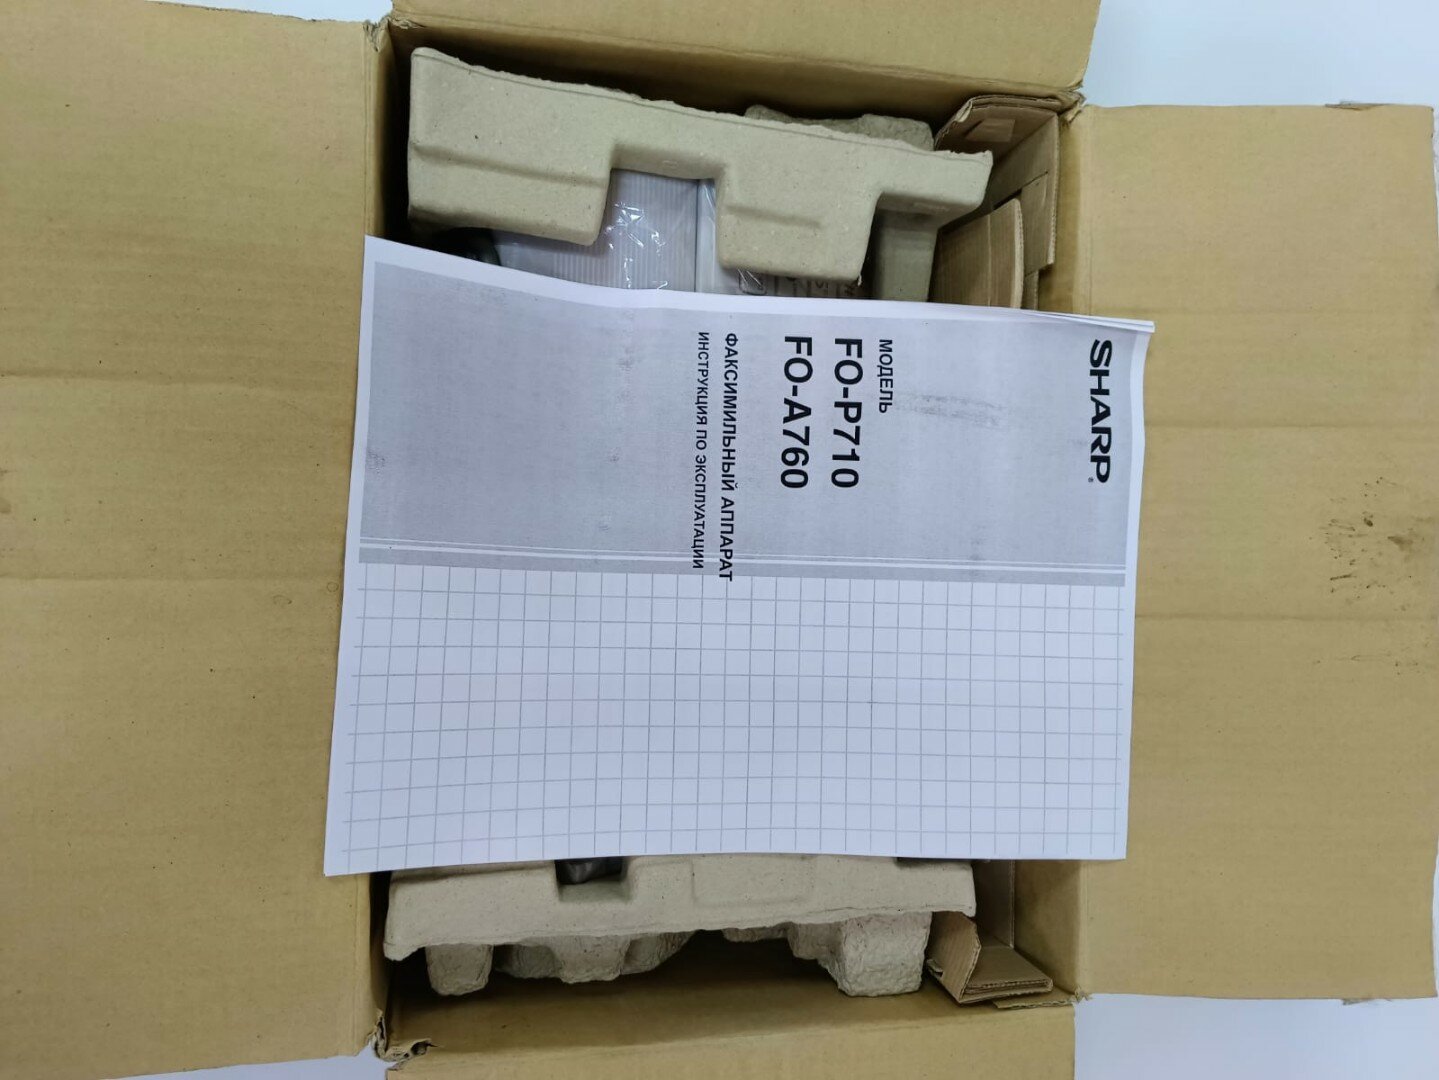 SHARP®
МОДЕЛЬ
FO-P710
FO-A760
ФАКСИМИЛЬНЫЙ АППАРАТ
ИНСТРУКЦИЯ ПО ЭКСПЛУАТАЦИИ